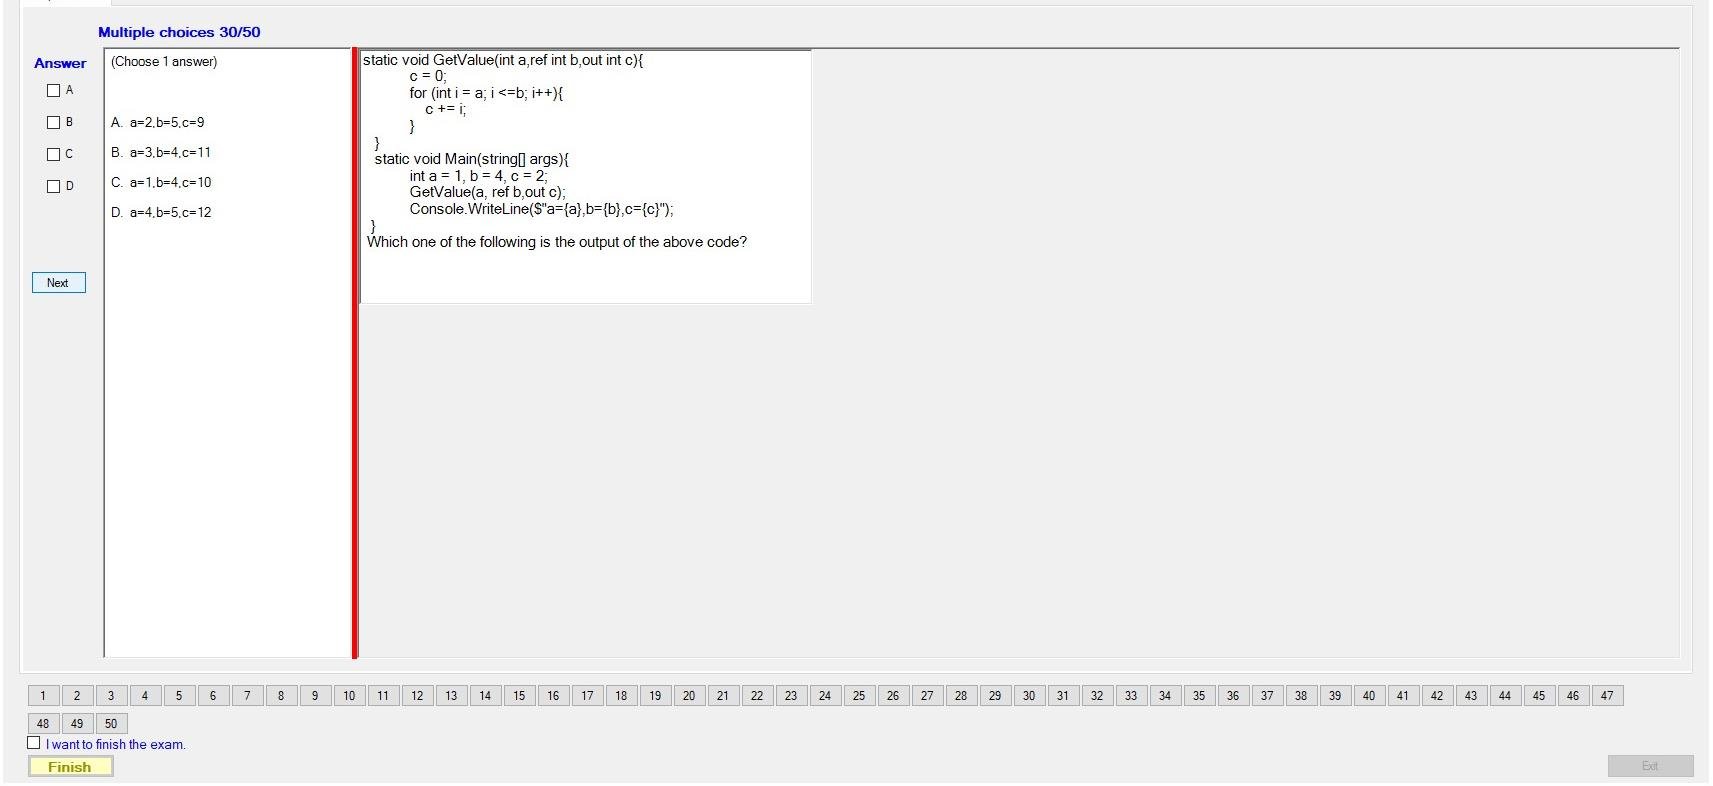 Multiple choices 30/50
Answer
A
B
C
D
Next
(Choose 1 answer)
A. a=2,b=5,c=9
B. a=3,b=4,c=11
C. a=1,b=4,c=10
D. a=4,b=5,c=12
static void GetValue(int a,ref int b,out int c){
c = 0;
for (int i = a; i <=b; i++){
c += i;
}
}
static void Main(string[] args){
int a = 1, b = 4, c = 2;
GetValue(a, ref b,out c);
Console.WriteLine($"a={a},b={b},c={c}");
}
Which one of the following is the output of the above code?
1 2 3 4 5 6 7 8 9 10 11 12 13 14 15 16 17 18 19 20 21 22 23 24 25 26 27 28 29 30 31 32 33 34 35 36 37 38 39 40 41 42 43 44 45 46 47
48 49 50
I want to finish the exam.
Finish
Exit